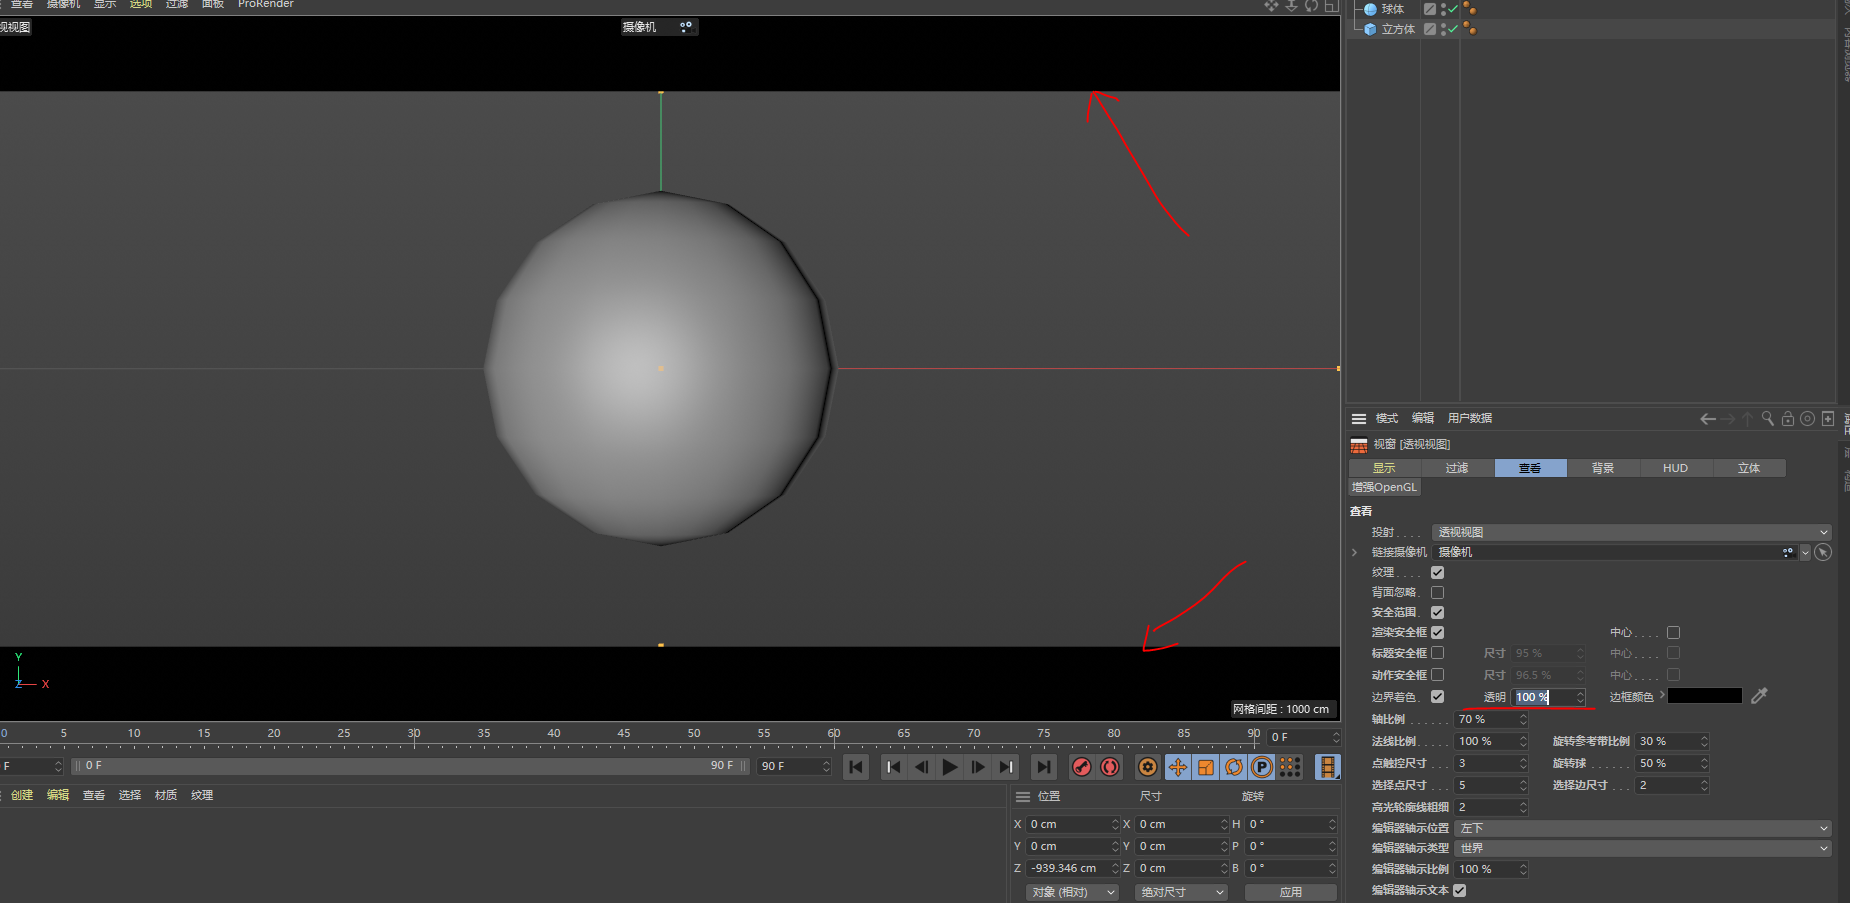 查看 摄像机 显示 选项 过滤 面板 ProRender
视视图
摄像机
球体
立方体
Y
Z X
网格间距 : 1000 cm
0 5 10 15 20 25 30 35 40 45 50 55 60 65 70 75 80 85 90 0 F
F 0 F 90 F 90 F
创建 编辑 查看 选择 材质 纹理
位置 尺寸 旋转
X 0 cm X 0 cm H 0 °
Y 0 cm Y 0 cm P 0 °
Z -939.346 cm Z 0 cm B 0 °
对象 (相对) 绝对尺寸 应用
模式 编辑 用户数据
视窗 [透视视图]
显示 过滤 查看 背景 HUD 立体
增强OpenGL
查看
投射 . . . . 透视视图
链接摄像机 摄像机
纹理 . . . .
背面忽略 .
安全范围 .
渲染安全框 中心 . . . .
标题安全框 尺寸 95 % 中心 . . . .
动作安全框 尺寸 96.5 % 中心 . . . .
边界着色 . 透明 100 % 边框颜色
轴比例 . . . . . . 70 %
法线比例 . . . . 100 % 旋转参考带比例 30 %
点触控尺寸 . . . 3 旋转球 . . . . . . 50 %
选择点尺寸 . . . 5 选择边尺寸 . . . 2
高光轮廓线粗细 2
编辑器轴示位置 左下
编辑器轴示类型 世界
编辑器轴示比例 100 %
编辑器轴示文本